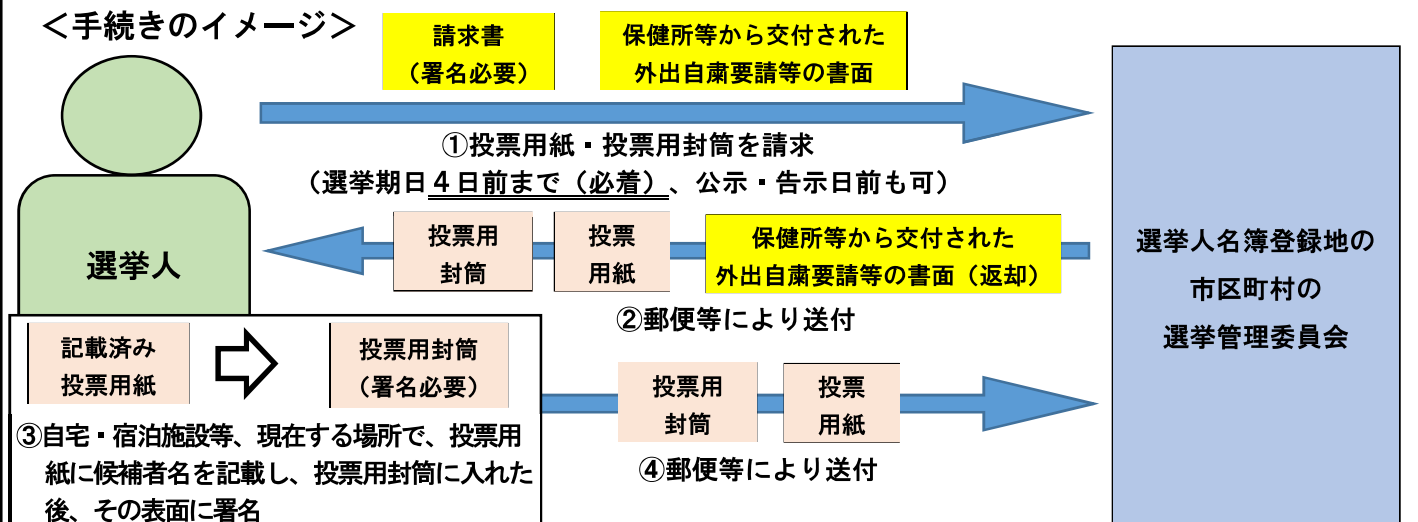 ＜手続きのイメージ＞
請求書
（署名必要）
保健所等から交付された
外出自粛要請等の書面
①投票用紙・投票用封筒を請求
（選挙期日４日前まで（必着）、公示・告示日前も可）
選挙人
投票用
封筒
投票
用紙
保健所等から交付された
外出自粛要請等の書面（返却）
②郵便等により送付
選挙人名簿登録地の
市区町村の
選挙管理委員会
記載済み
投票用紙
投票用封筒
（署名必要）
③自宅・宿泊施設等、現在する場所で、投票用
紙に候補者名を記載し、投票用封筒に入れた
後、その表面に署名
投票用
封筒
投票
用紙
④郵便等により送付